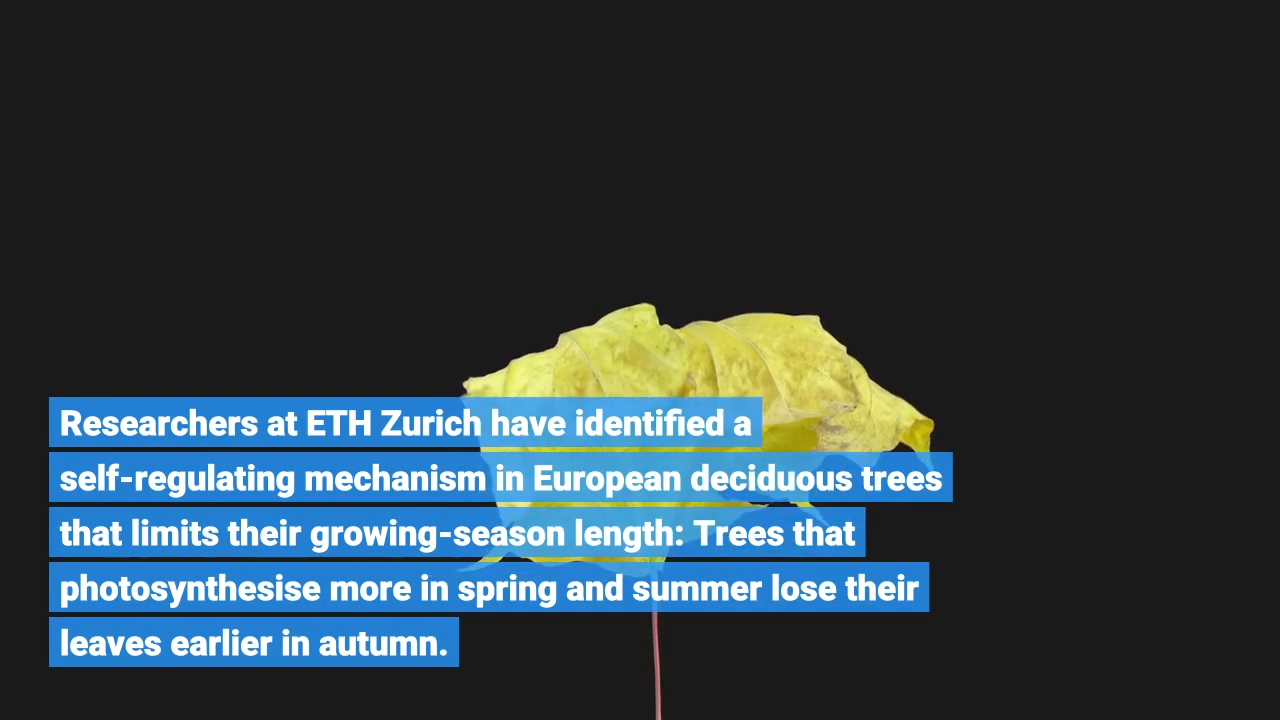 Researchers at ETH Zurich have identified a
self-regulating mechanism in European deciduous trees
that limits their growing-season length: Trees that
photosynthesise more in spring and summer lose their
leaves earlier in autumn.